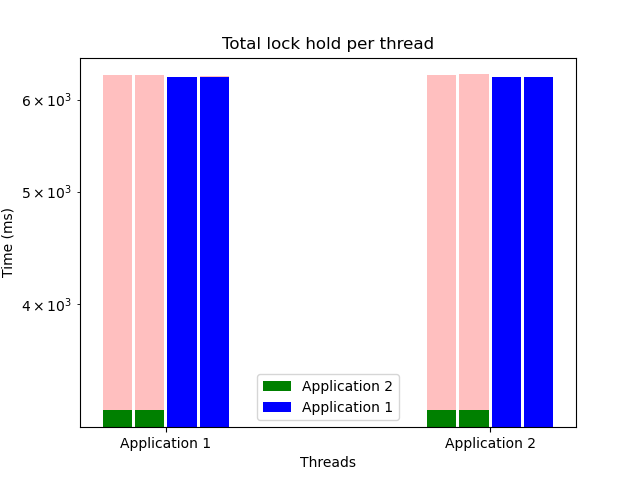 Total lock hold per thread
6 × 10³
5 × 10³
4 × 10³
Time (ms)
Application 2
Application 1
Application 1
Application 2
Threads